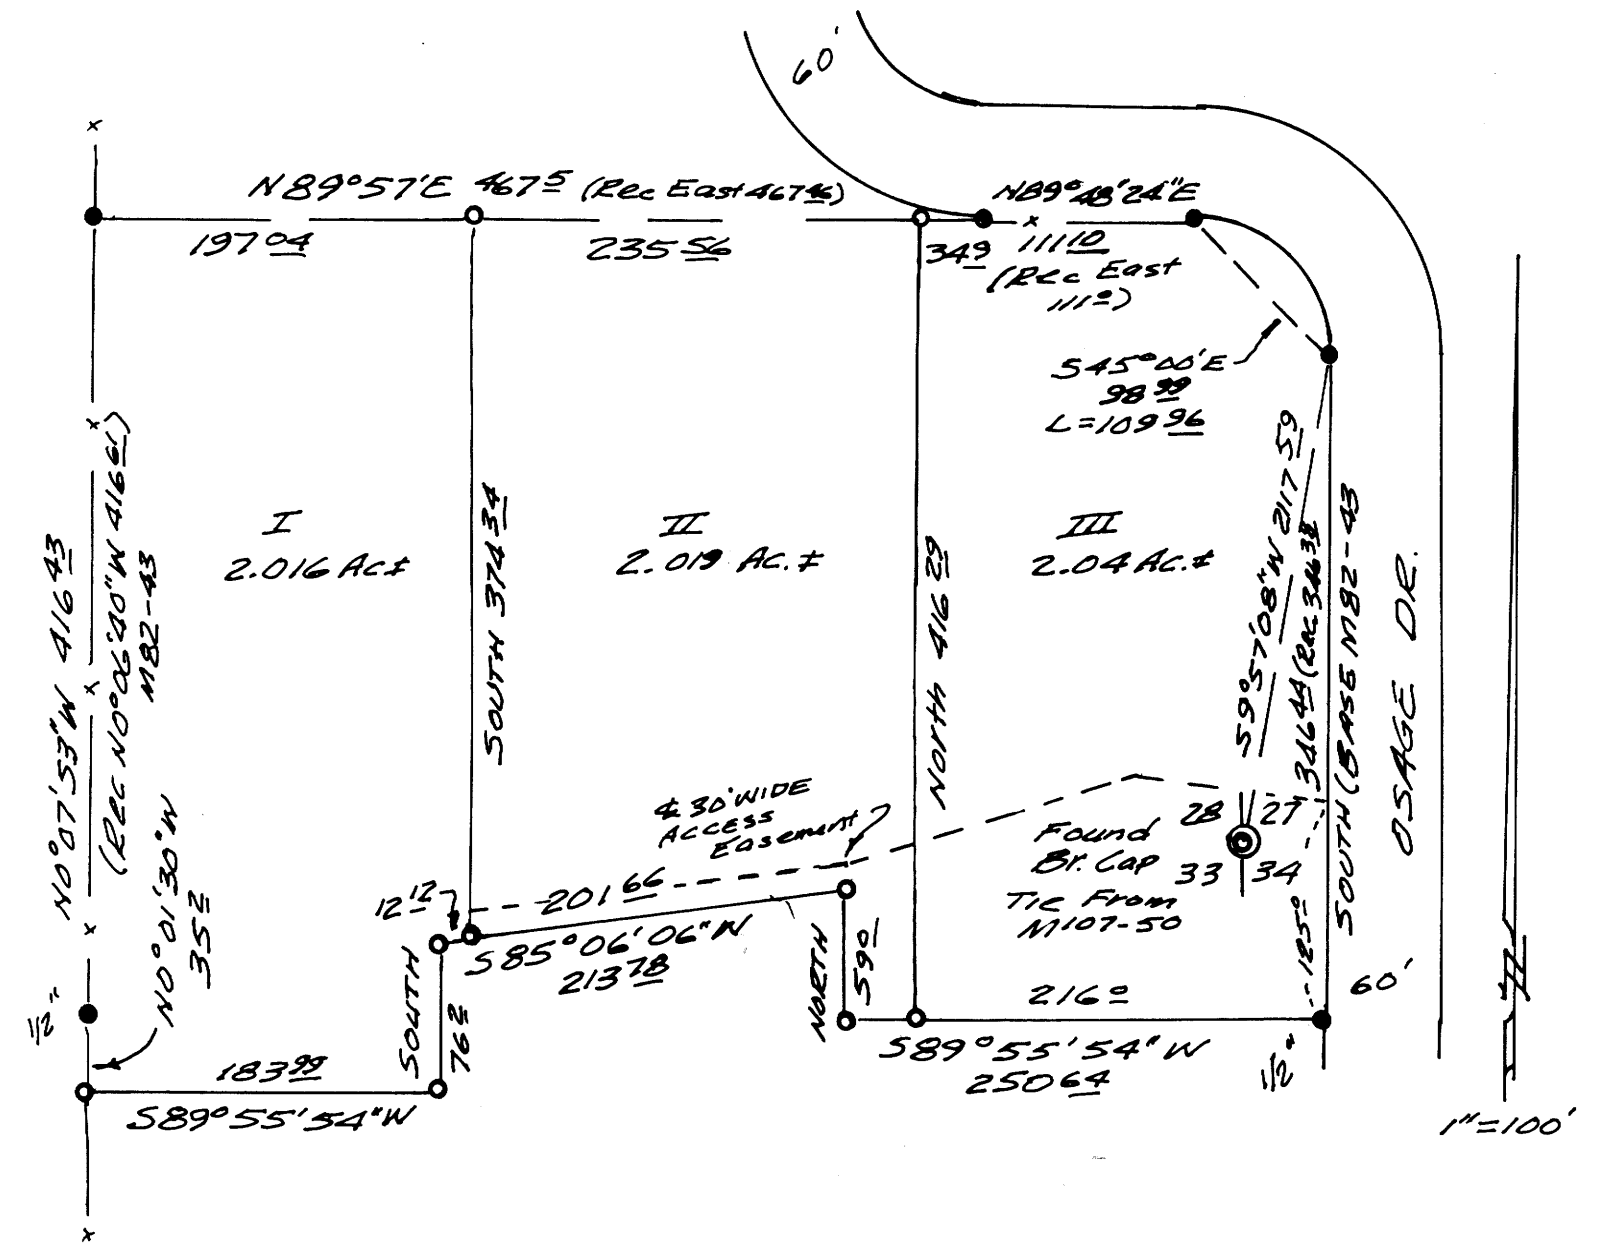 60'
N89°57'E 467 5 (Rec East 467 46)
N89°48'24"E
197 04
235 56
34 9
111 10
(Rec East
111 0)
S45°00'E
98 99
L=109 96
I
2.016 Ac±
II
2.019 Ac.±
III
2.04 Ac.±
N0°07'53"W 416 43
(Rec N0°06'40"W 416 61)
M82-43
SOUTH 374 34
North 416 29
S9°57'08"W 2117 59
346 44 (Rec. 346 38
SOUTH (BASE M82-43
OSAGE DR.
℄ 30' WIDE
ACCESS
Easement
28 27
33 34
Found
Br. Cap
Tie From
M107-50
12 12
201 66
S85°06'06"W
213 78
N0°01'30"W
35 2
1/2"
SOUTH
76 2
NORTH
59 0
125 0
60'
216 0
S89°55'54"W
250 64
1/2"
183 99
S89°55'54"W
N
1"=100'